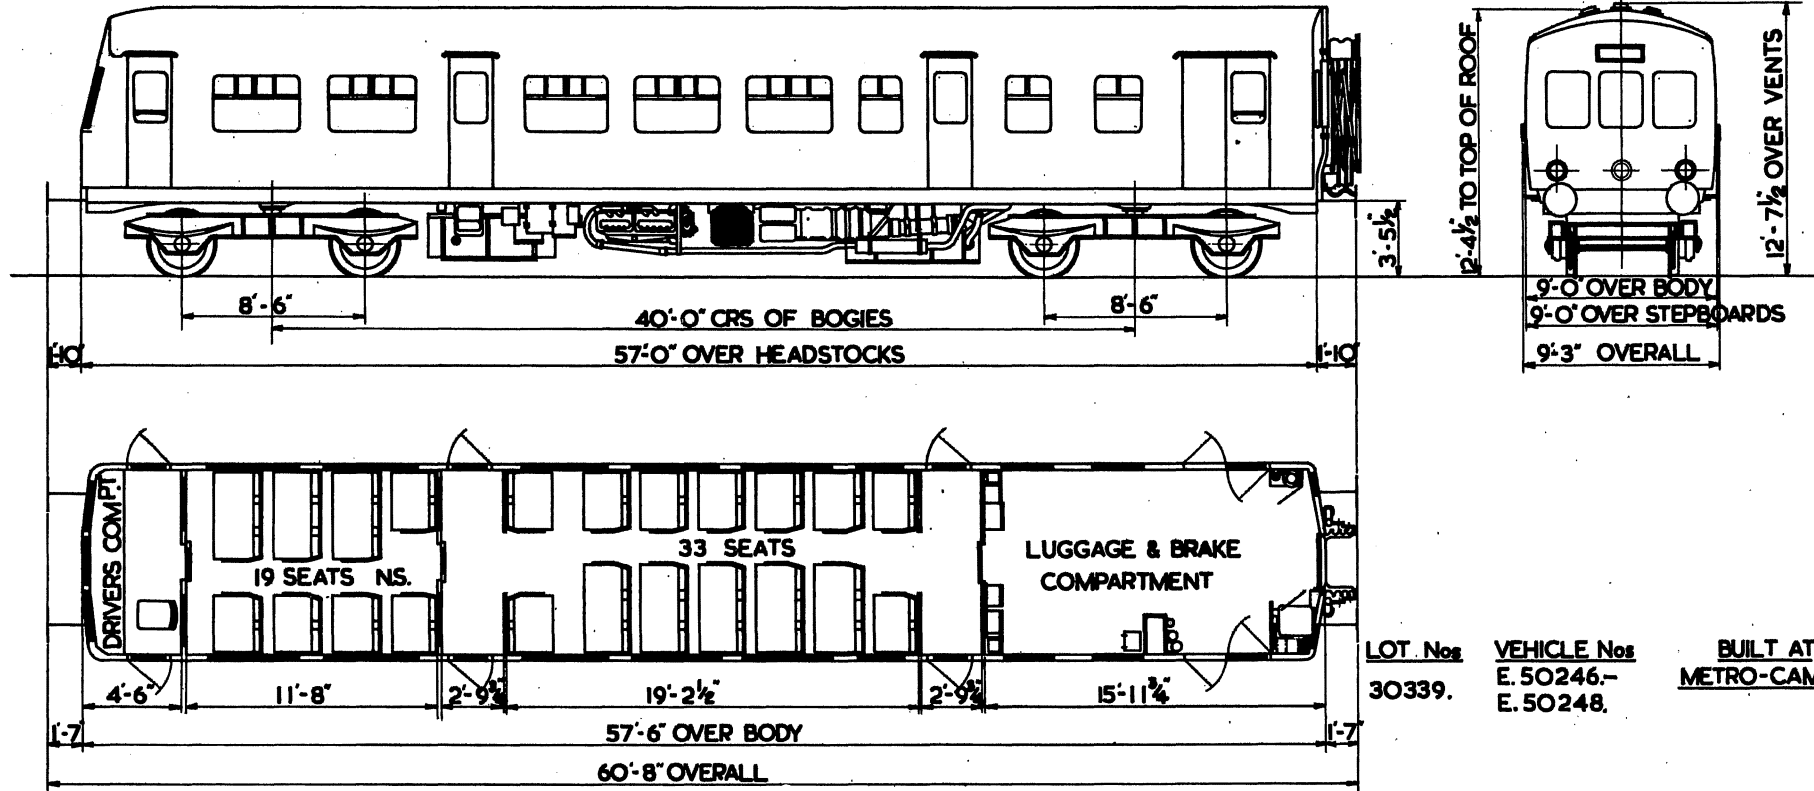 12'-4½" TO TOP OF ROOF
12'-7½" OVER VENTS
3'-5½"
8'-6"
8'-6"
40'-0" CRS OF BOGIES
1'-10"
57'-0" OVER HEADSTOCKS
1'-10"
9'-0" OVER BODY
9'-0" OVER STEPBOARDS
9'-3" OVERALL
DRIVERS COMPT.
19 SEATS NS.
33 SEATS
LUGGAGE & BRAKE
COMPARTMENT
4'-6"
11'-8"
2'-9¾"
19'-2½"
2'-9¾"
15'-11¾"
1'-7"
57'-6" OVER BODY
1'-7"
60'-8" OVERALL
LOT Nos
30339.
VEHICLE Nos
E.50246.–
E.50248.
BUILT AT
METRO-CAM